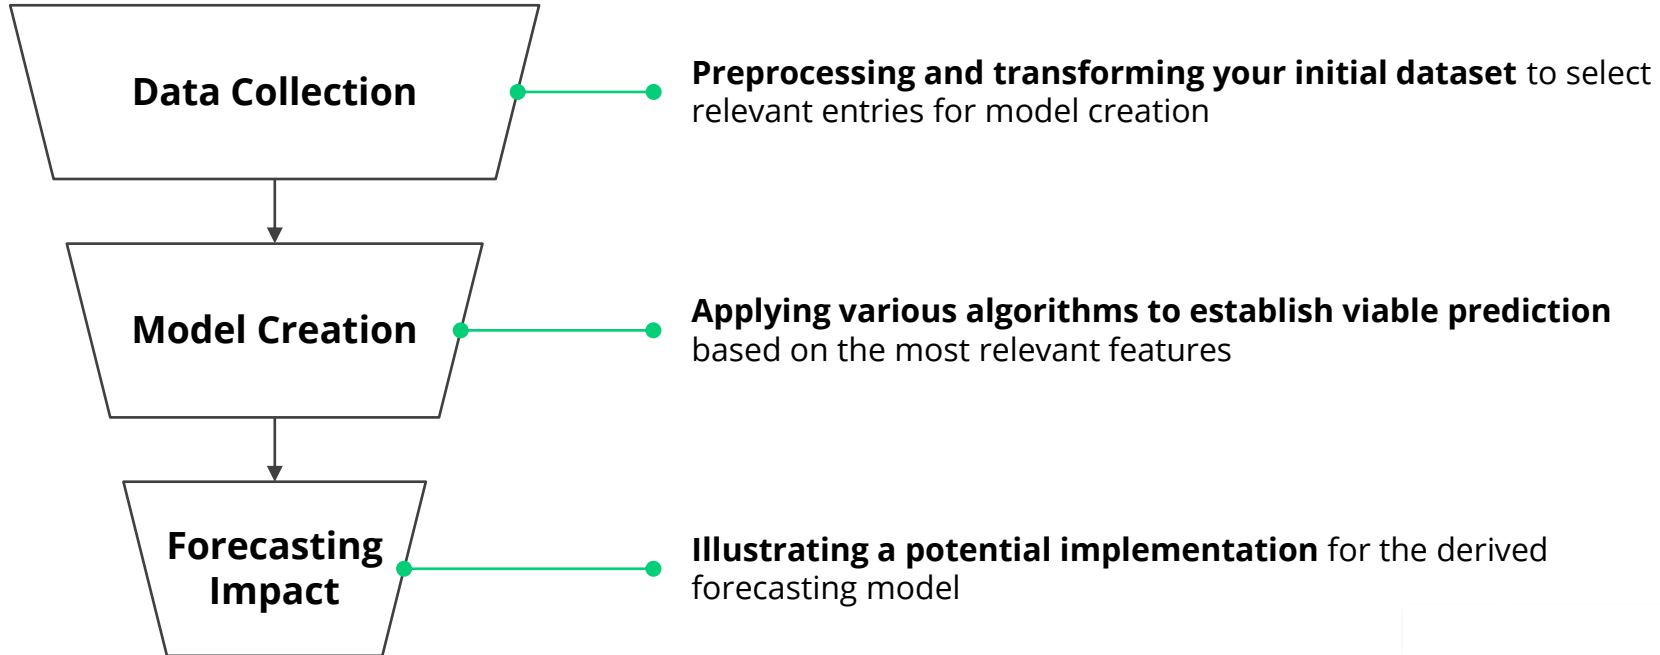 Data Collection
Preprocessing and transforming your initial dataset to select
relevant entries for model creation
Model Creation
Applying various algorithms to establish viable prediction
based on the most relevant features
Forecasting
Impact
Illustrating a potential implementation for the derived
forecasting model